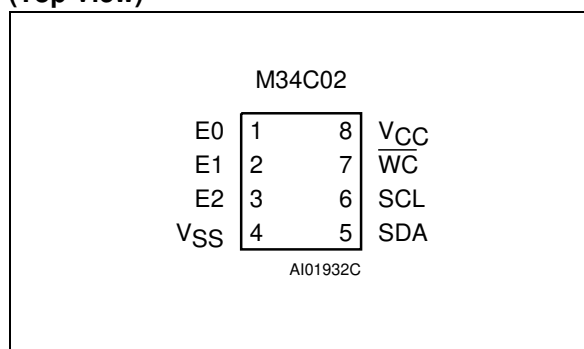 (Top View)
M34C02
E0 1 8 VCC
E1 2 7 WC
E2 3 6 SCL
VSS 4 5 SDA
AI01932C